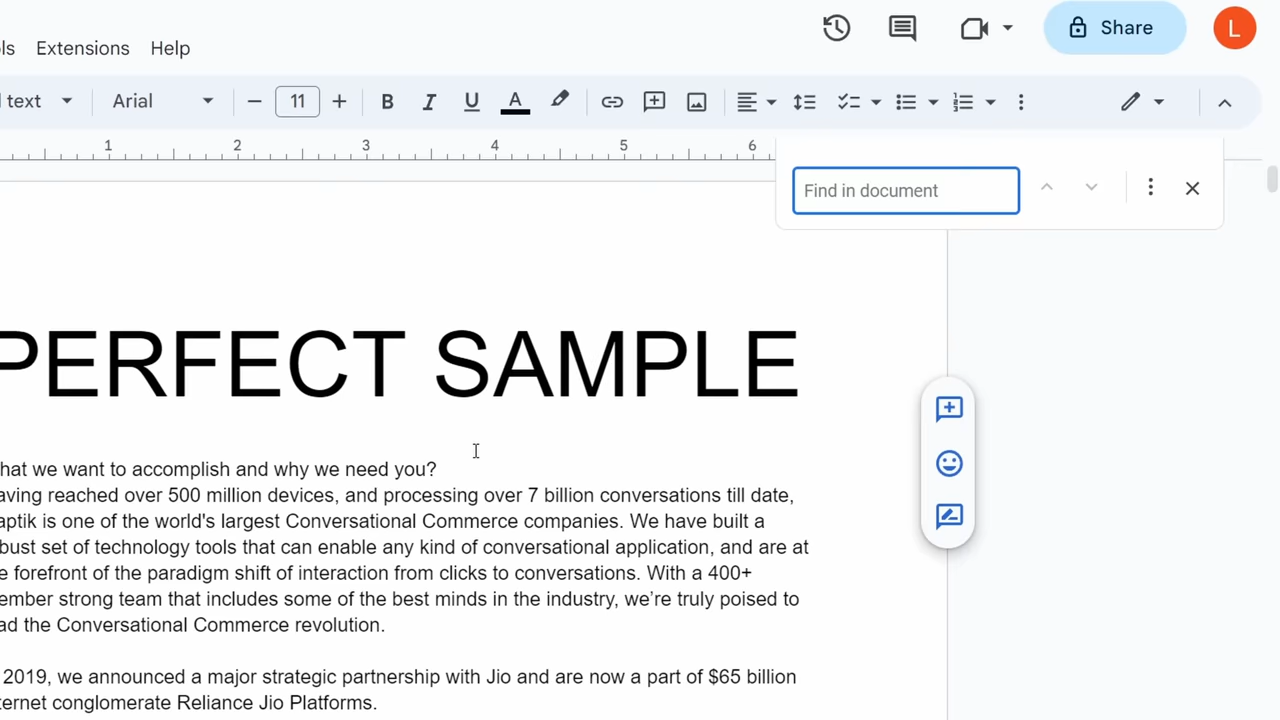 ls Extensions Help Share L
l text Arial 11 B I U A
1 2 3 4 5 6
Find in document
PERFECT SAMPLE
hat we want to accomplish and why we need you?
aving reached over 500 million devices, and processing over 7 billion conversations till date,
aptik is one of the world's largest Conversational Commerce companies. We have built a
bust set of technology tools that can enable any kind of conversational application, and are at
e forefront of the paradigm shift of interaction from clicks to conversations. With a 400+
ember strong team that includes some of the best minds in the industry, we’re truly poised to
ad the Conversational Commerce revolution.
2019, we announced a major strategic partnership with Jio and are now a part of $65 billion
ternet conglomerate Reliance Jio Platforms.